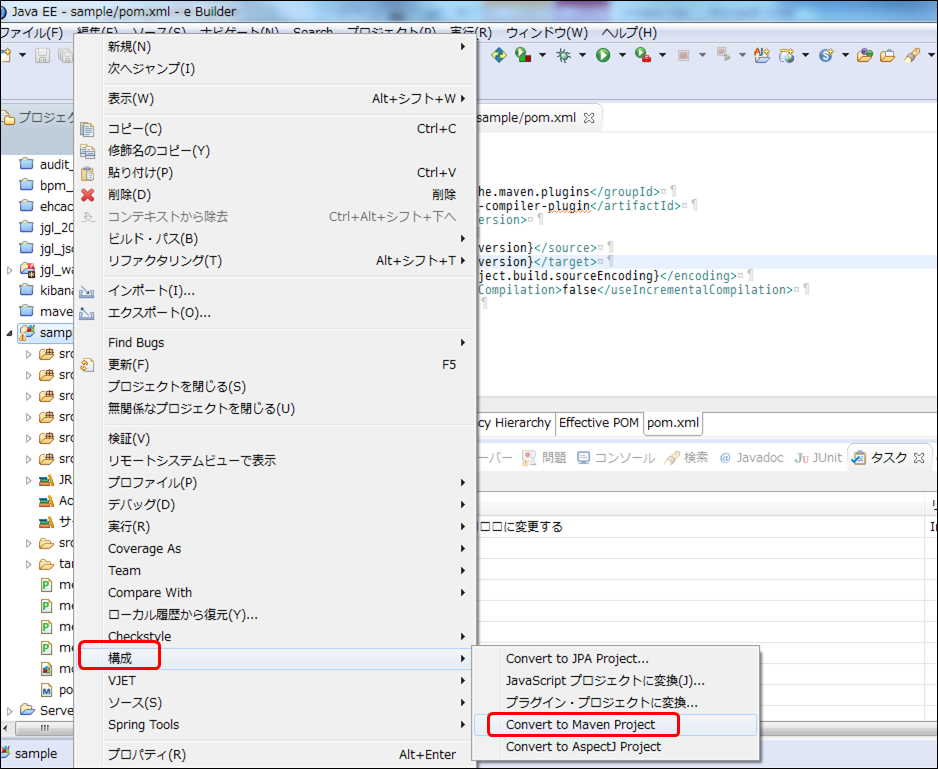 Java EE - sample/pom.xml - e Builder
ファイル(F) 編集(E) ソース(S) ナビゲート(N) Search プロジェクト(P) 実行(R) ウィンドウ(W) ヘルプ(H)
新規(N)
次へジャンプ(I)
表示(W) Alt+シフト+W
コピー(C) Ctrl+C
修飾名のコピー(Y)
貼り付け(P) Ctrl+V
削除(D) 削除
コンテキストから除去 Ctrl+Alt+シフト+下へ
ビルド・パス(B)
リファクタリング(T) Alt+シフト+T
インポート(I)...
エクスポート(O)...
Find Bugs
更新(F) F5
プロジェクトを閉じる(S)
無関係なプロジェクトを閉じる(U)
検証(V)
リモートシステムビューで表示
プロファイル(P)
デバッグ(D)
実行(R)
Coverage As
Team
Compare With
ローカル履歴から復元(Y)...
Checkstyle
構成
VJET
ソース(S)
Spring Tools
プロパティ(R) Alt+Enter
Convert to JPA Project...
JavaScript プロジェクトに変換(J)...
プラグイン・プロジェクトに変換...
Convert to Maven Project
Convert to AspectJ Project
プロジェク
audit_
bpm_
ehcac
jgl_20
jgl_jso
jgl_wa
kibana
mave
samp
src
src
src
src
src
src
JR
Ac
サ
src
tar
me
me
me
me
mo
po
Serve
sample
sample/pom.xml
he.maven.plugins</groupId>
-compiler-plugin</artifactId>
ersion>
version}</source>
version}</target>
ject.build.sourceEncoding}</encoding>
Compilation>false</useIncrementalCompilation>
cy Hierarchy Effective POM pom.xml
ーバー 問題 コンソール 検索 Javadoc JUnit タスク
□□に変更する